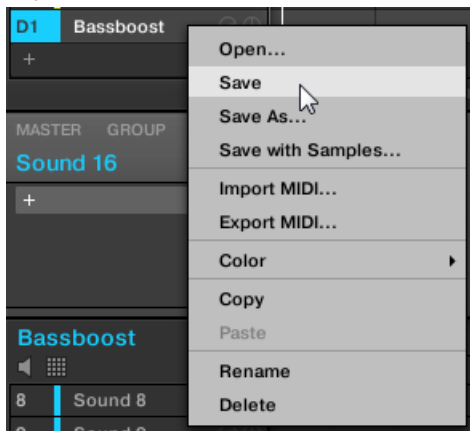 D1 Bassboost
+
MASTER GROUP
Sound 16
+
Bassboost
8 Sound 8
Open...
Save
Save As...
Save with Samples...
Import MIDI...
Export MIDI...
Color
Copy
Paste
Rename
Delete